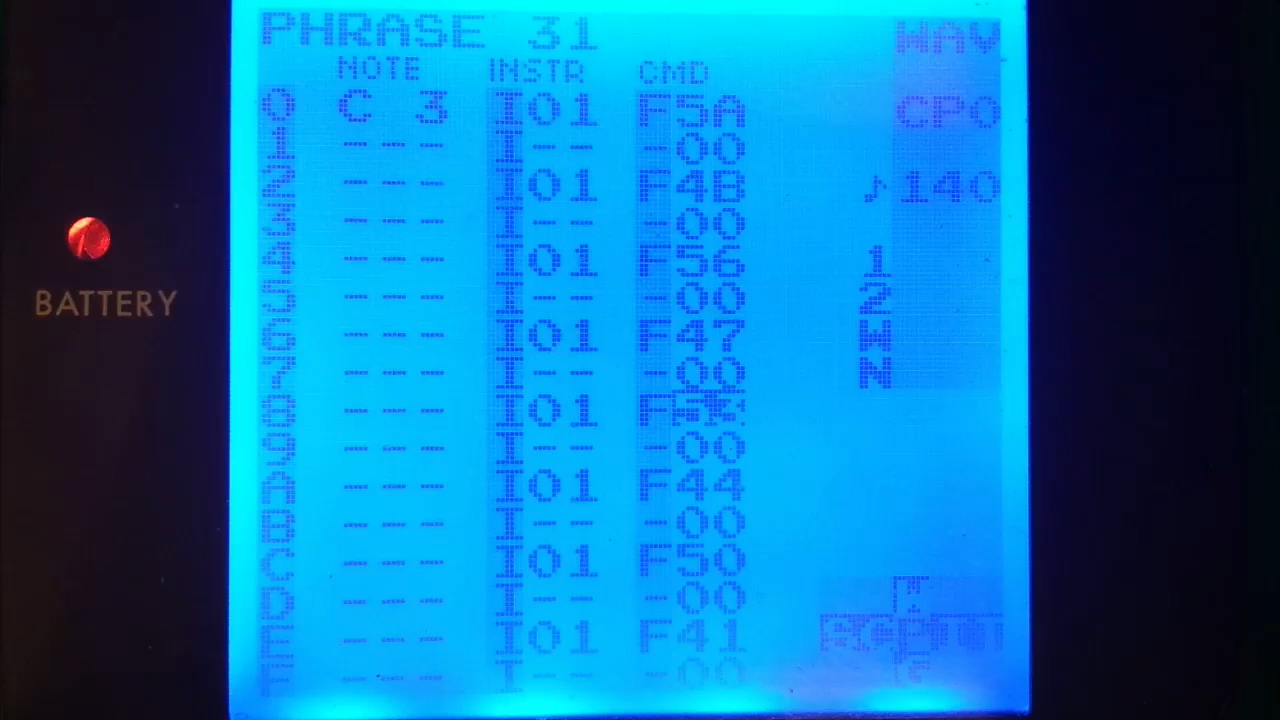 PHRASE 31 WAV
NOTE INSTR CMD
0 C 3 I01 F5A CP0
1 --- I-- -00
2 --- I01 F4B ♪140
3 --- I-- -00
4 --- I01 F56 1
5 --- I-- -00 2
6 --- I01 F47 W
7 --- I-- -00 N
8 --- I01
9 --- I-- -00
A --- I01 F44
B --- I-- -00
C --- I01 F50
D --- I-- -00
E --- I01 F41
F --- I-- -00
BATTERY